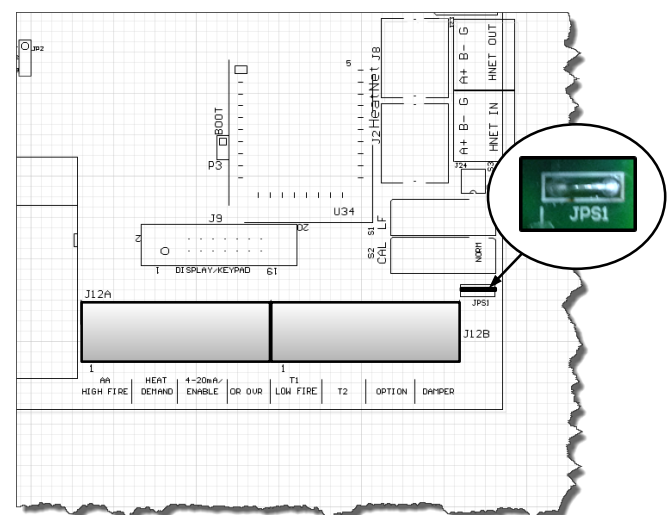 JP2
5
J8
A+ B- G
HNET OUT
HeatNet
BOOT
P3
J2
A+ B- G
HNET IN
J24
S3
U34
20
J9
2
1
DISPLAY/KEYPAD
19
S1
LF
S2
CAL
NORM
JPS1
JPS1
J12A
J12B
1
1
AA
HIGH FIRE
HEAT
DEMAND
4-20mA/
ENABLE
OR OVR
T1
LOW FIRE
T2
OPTION
DAMPER